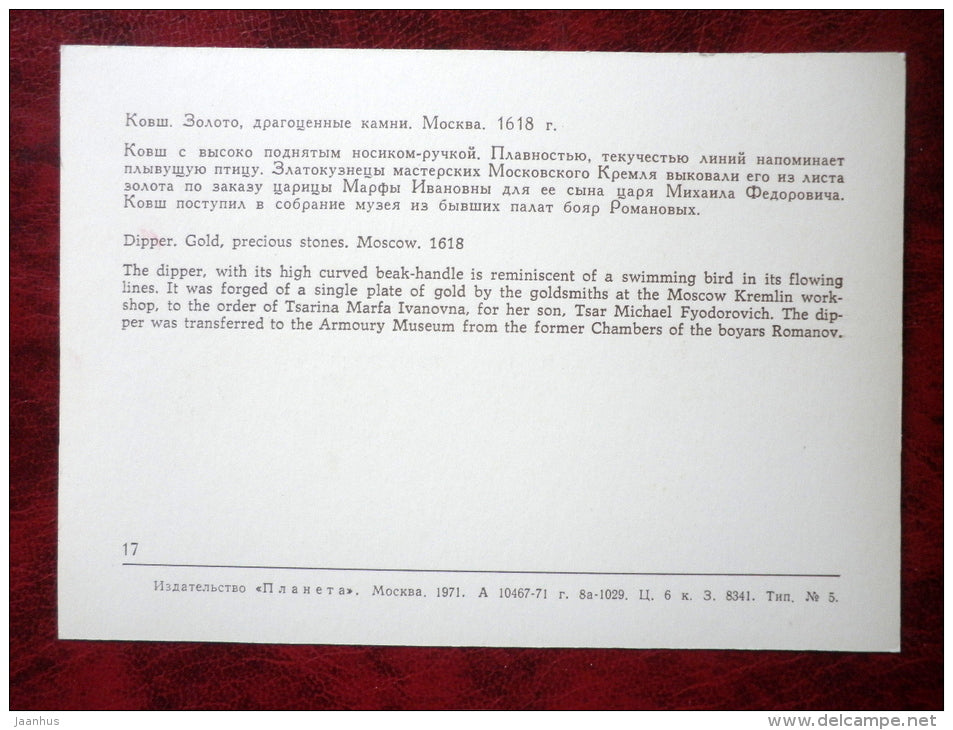 Ковш. Золото, драгоценные камни. Москва. 1618 г.
Ковш с высоко поднятым носиком-ручкой. Плавностью, текучестью линий напоминает
плывущую птицу. Златокузнецы мастерских Московского Кремля выковали его из листа
золота по заказу царицы Марфы Ивановны для ее сына царя Михаила Федоровича.
Ковш поступил в собрание музея из бывших палат бояр Романовых.
Dipper. Gold, precious stones. Moscow. 1618
The dipper, with its high curved beak-handle is reminiscent of a swimming bird in its flowing
lines. It was forged of a single plate of gold by the goldsmiths at the Moscow Kremlin work-
shop, to the order of Tsarina Marfa Ivanovna, for her son, Tsar Michael Fyodorovich. The dip-
per was transferred to the Armoury Museum from the former Chambers of the boyars Romanov.
17
Издательство «Планета». Москва. 1971. А 10467-71 г. 8а-1029. Ц. 6 к. З. 8341. Тип. № 5.
jaanhus
delcampe.net